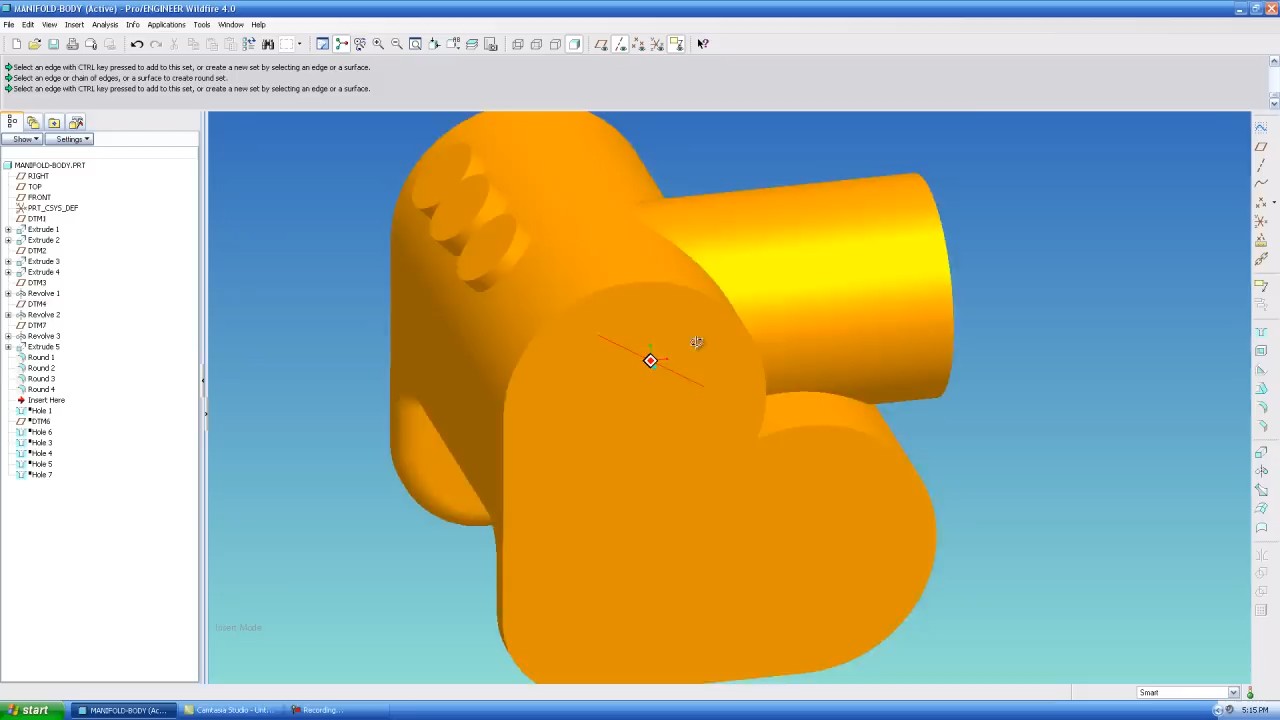 MANIFOLD-BODY (Active) - Pro/ENGINEER Wildfire 4.0
File Edit View Insert Analysis Info Applications Tools Window Help
Select an edge with CTRL key pressed to add to this set, or create a new set by selecting an edge or a surface.
Select an edge or chain of edges, or a surface to create round set.
Select an edge with CTRL key pressed to add to this set, or create a new set by selecting an edge or a surface.
Show Settings
MANIFOLD-BODY.PRT
RIGHT
TOP
FRONT
PRT_CSYS_DEF
DTM1
Extrude 1
Extrude 2
DTM2
Extrude 3
Extrude 4
DTM3
Revolve 1
DTM4
Revolve 2
DTM7
Revolve 3
Extrude 5
Round 1
Round 2
Round 3
Round 4
Insert Here
Hole 1
DTM6
Hole 6
Hole 3
Hole 4
Hole 5
Hole 7
Insert Mode
Smart
start
MANIFOLD-BODY (Ac...
Camtasia Studio - Unt...
Recording...
5:15 PM